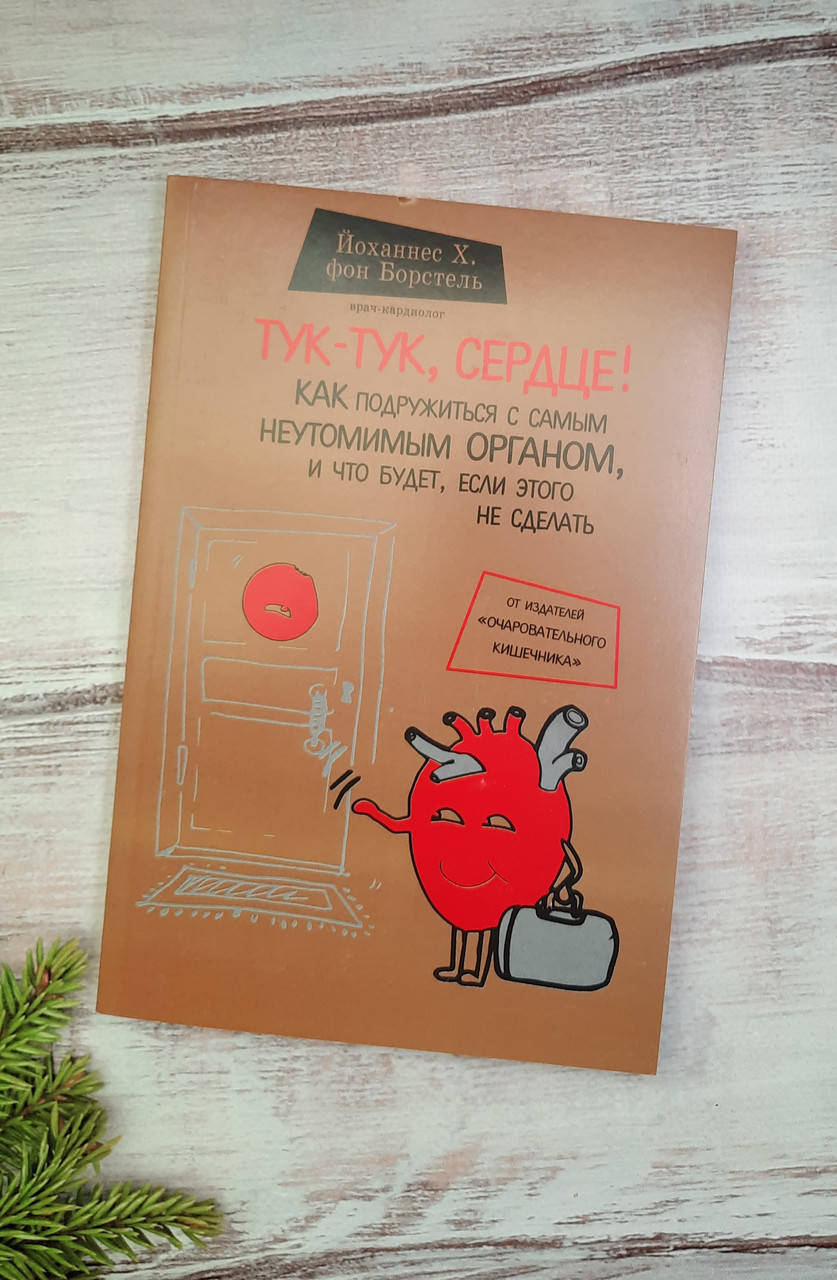 Йоханнес Х.
фон Борстель
врач-кардиолог
ТУК-ТУК, СЕРДЦЕ!
КАК ПОДРУЖИТЬСЯ С САМЫМ
НЕУТОМИМЫМ ОРГАНОМ,
И ЧТО БУДЕТ, ЕСЛИ ЭТОГО
НЕ СДЕЛАТЬ
ОТ ИЗДАТЕЛЕЙ
«ОЧАРОВАТЕЛЬНОГО
КИШЕЧНИКА»